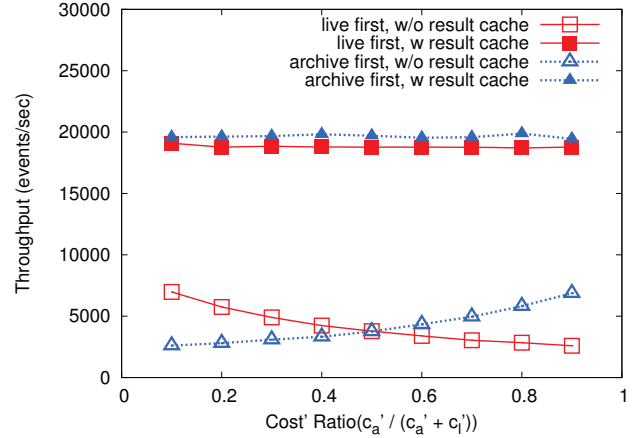 live first, w/o result cache
live first, w result cache
archive first, w/o result cache
archive first, w result cache
30000
25000
20000
15000
10000
5000
0
Throughput (events/sec)
0 0.2 0.4 0.6 0.8 1
Cost' Ratio(c_a' / (c_a' + c_l'))